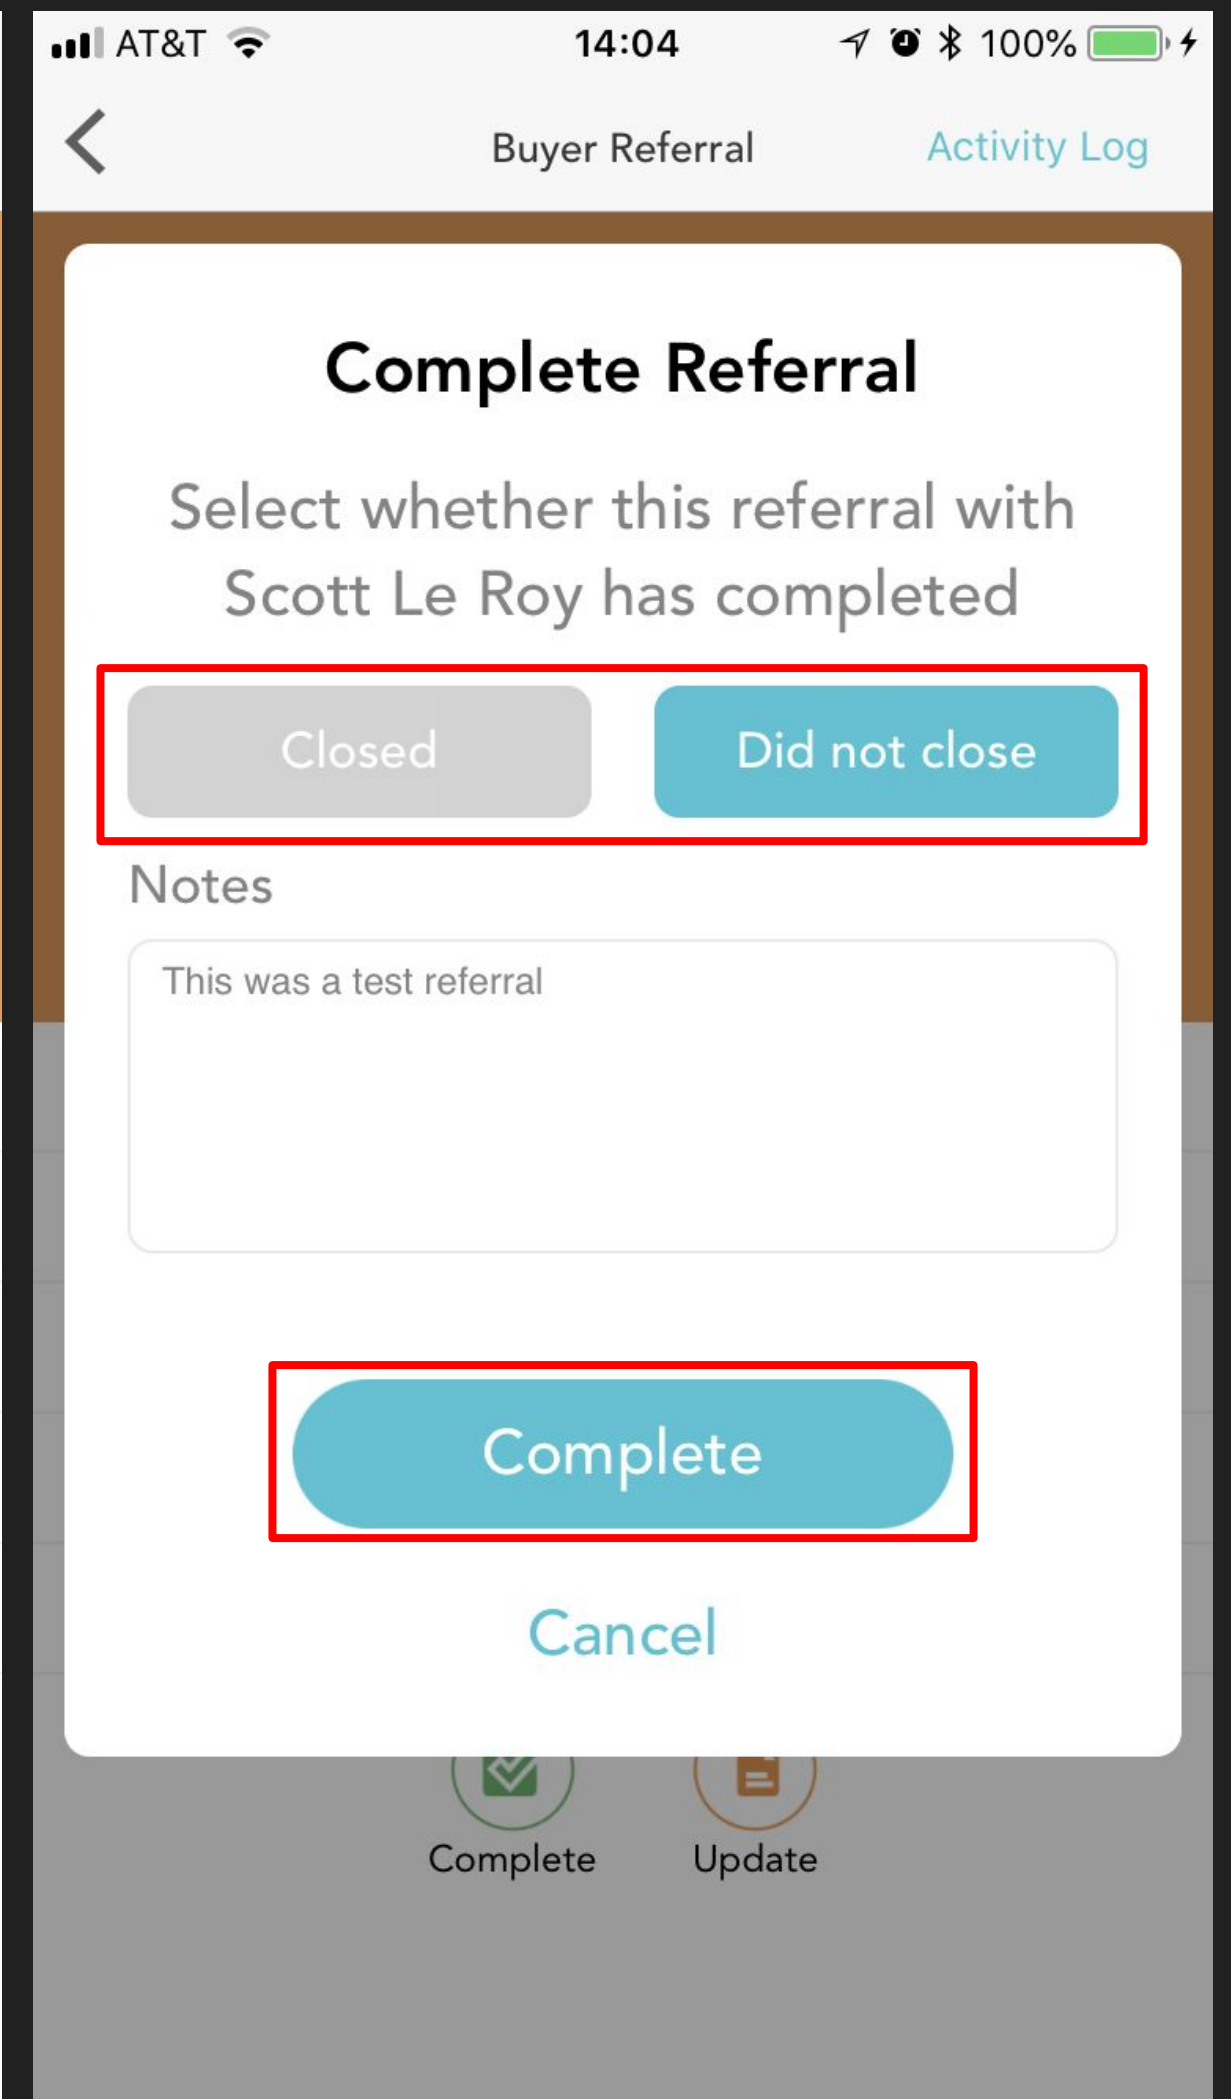 AT&T 14:04 100%
Buyer Referral Activity Log
Complete Referral
Select whether this referral with
Scott Le Roy has completed
Closed Did not close
Notes
This was a test referral
Complete
Cancel
Complete Update